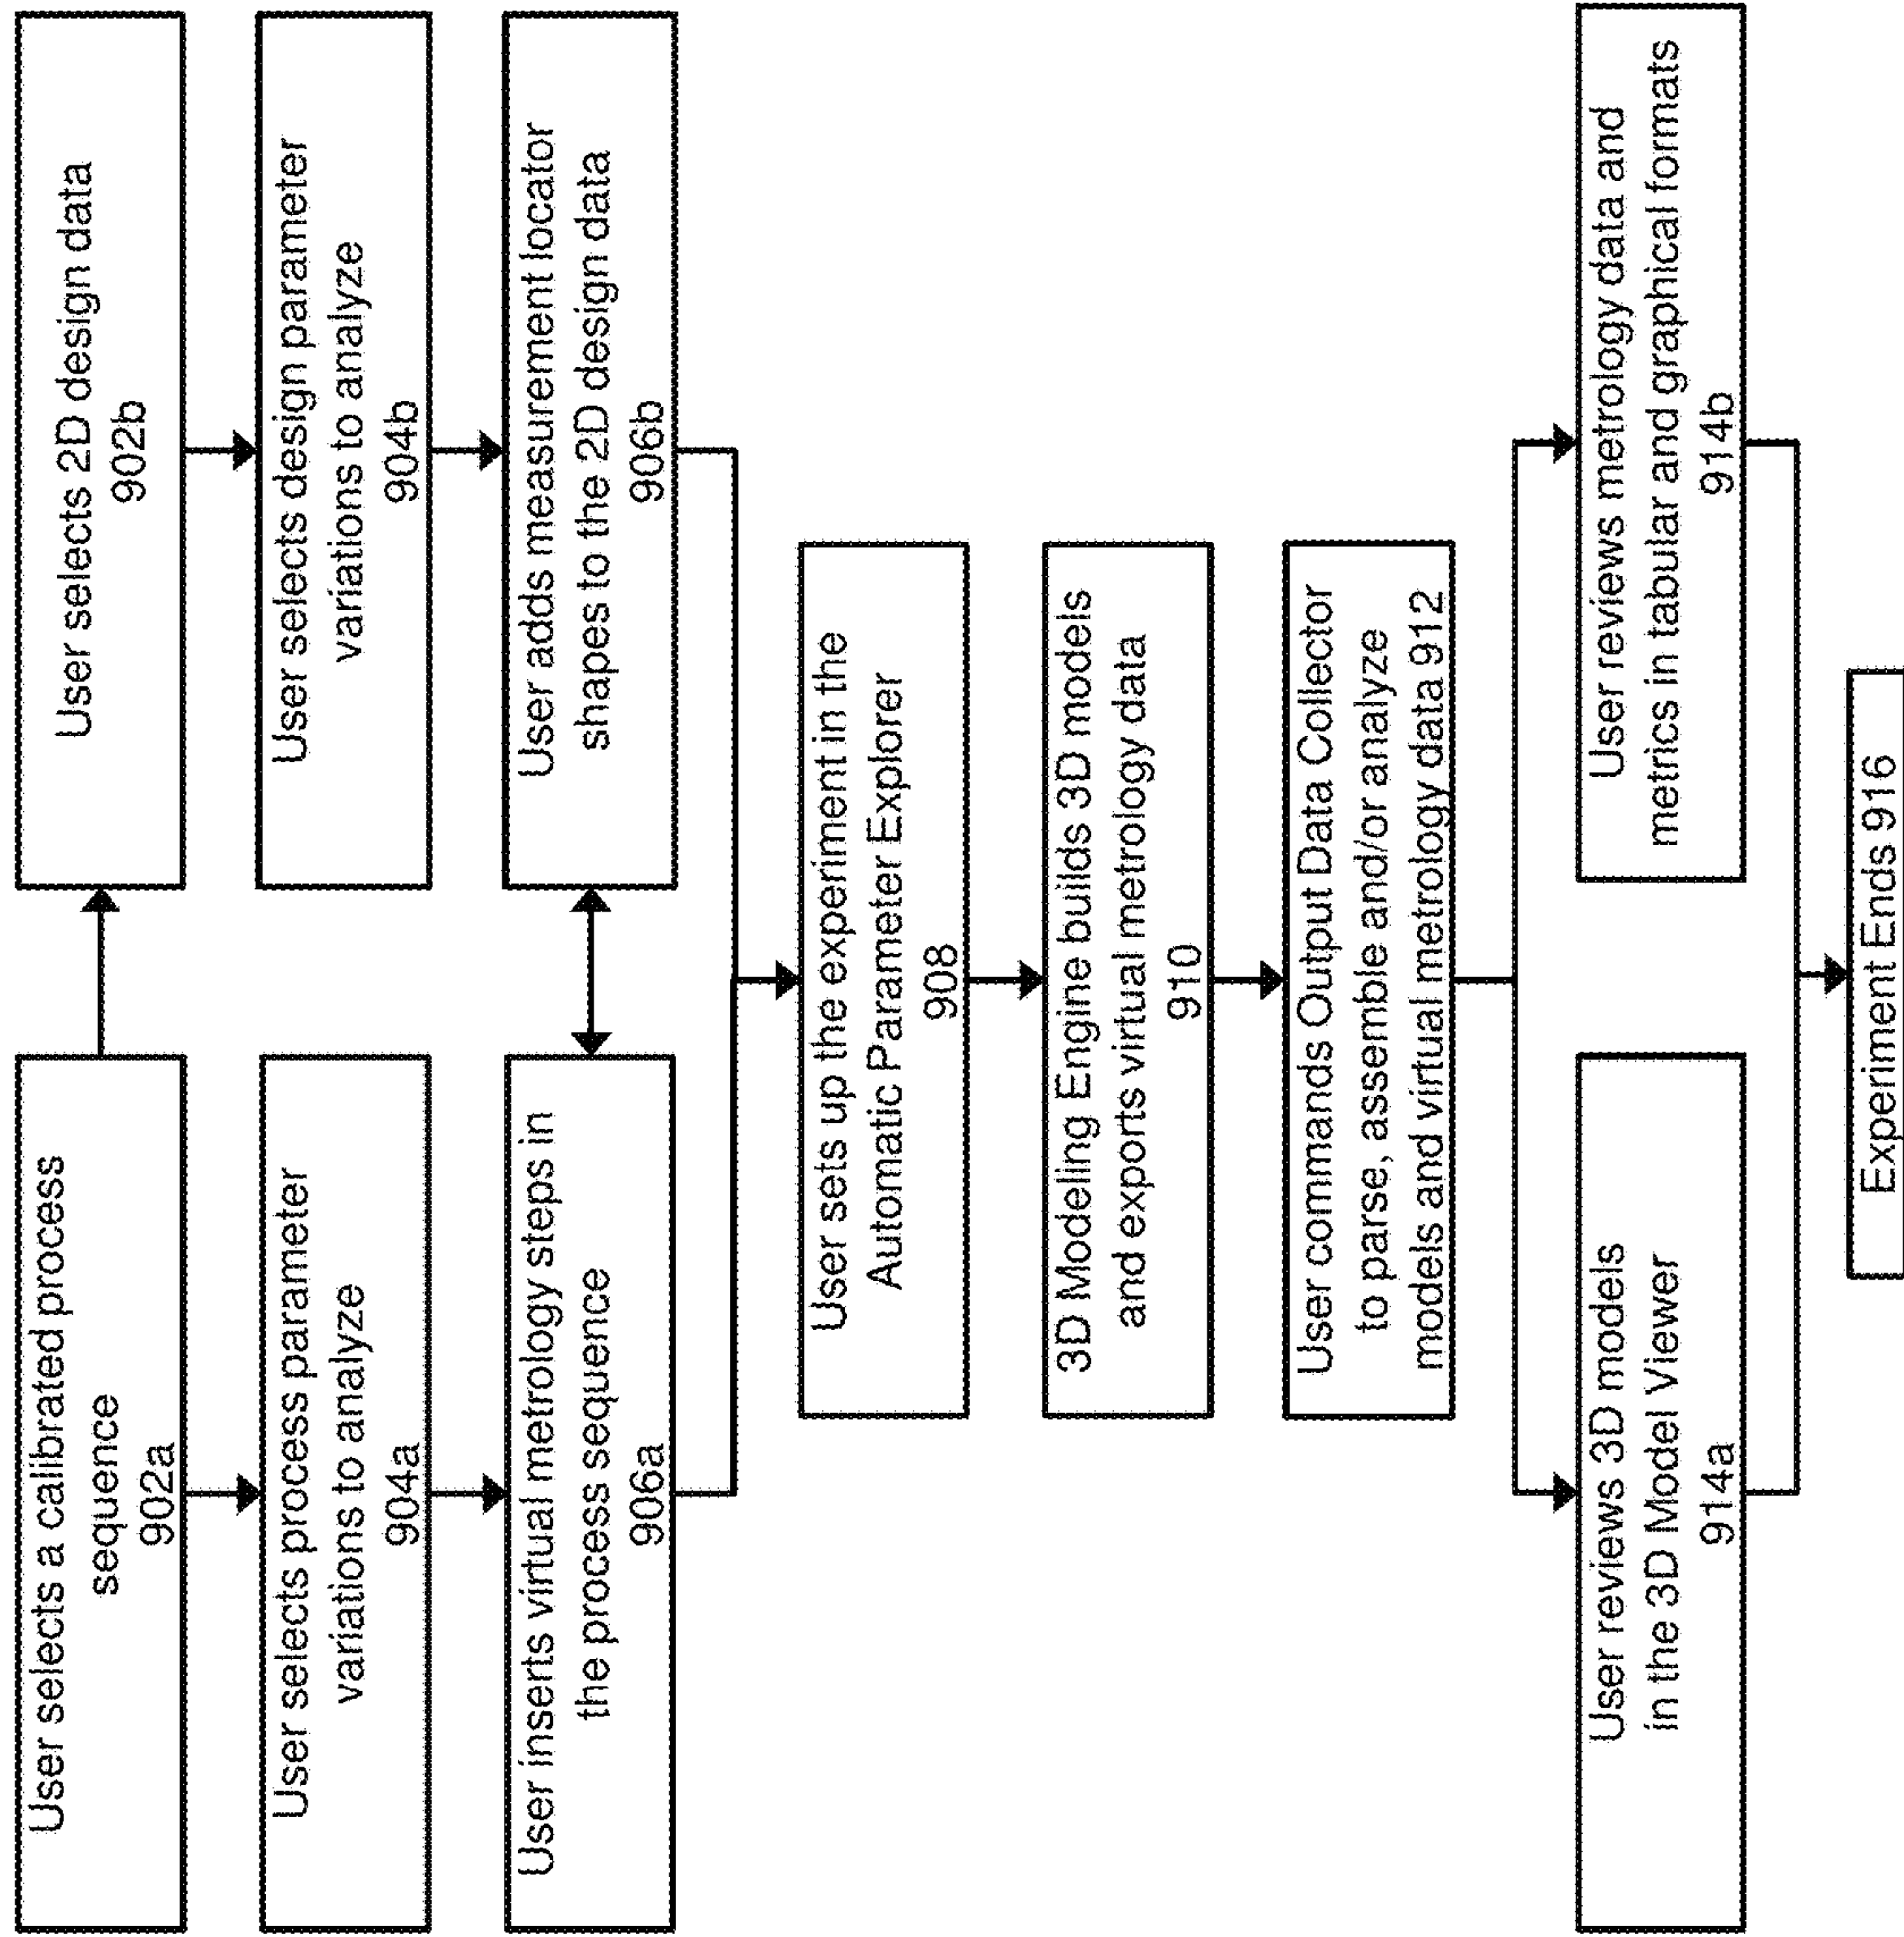 User selects a calibrated process
sequence
902a
User selects 2D design data
902b
User selects process parameter
variations to analyze
904a
User selects design parameter
variations to analyze
904b
User inserts virtual metrology steps in
the process sequence
906a
User adds measurement locator
shapes to the 2D design data
906b
User sets up the experiment in the
Automatic Parameter Explorer
908
3D Modeling Engine builds 3D models
and exports virtual metrology data
910
User commands Output Data Collector
to parse, assemble and/or analyze
models and virtual metrology data 912
User reviews 3D models
in the 3D Model Viewer
914a
User reviews metrology data and
metrics in tabular and graphical formats
914b
Experiment Ends 916